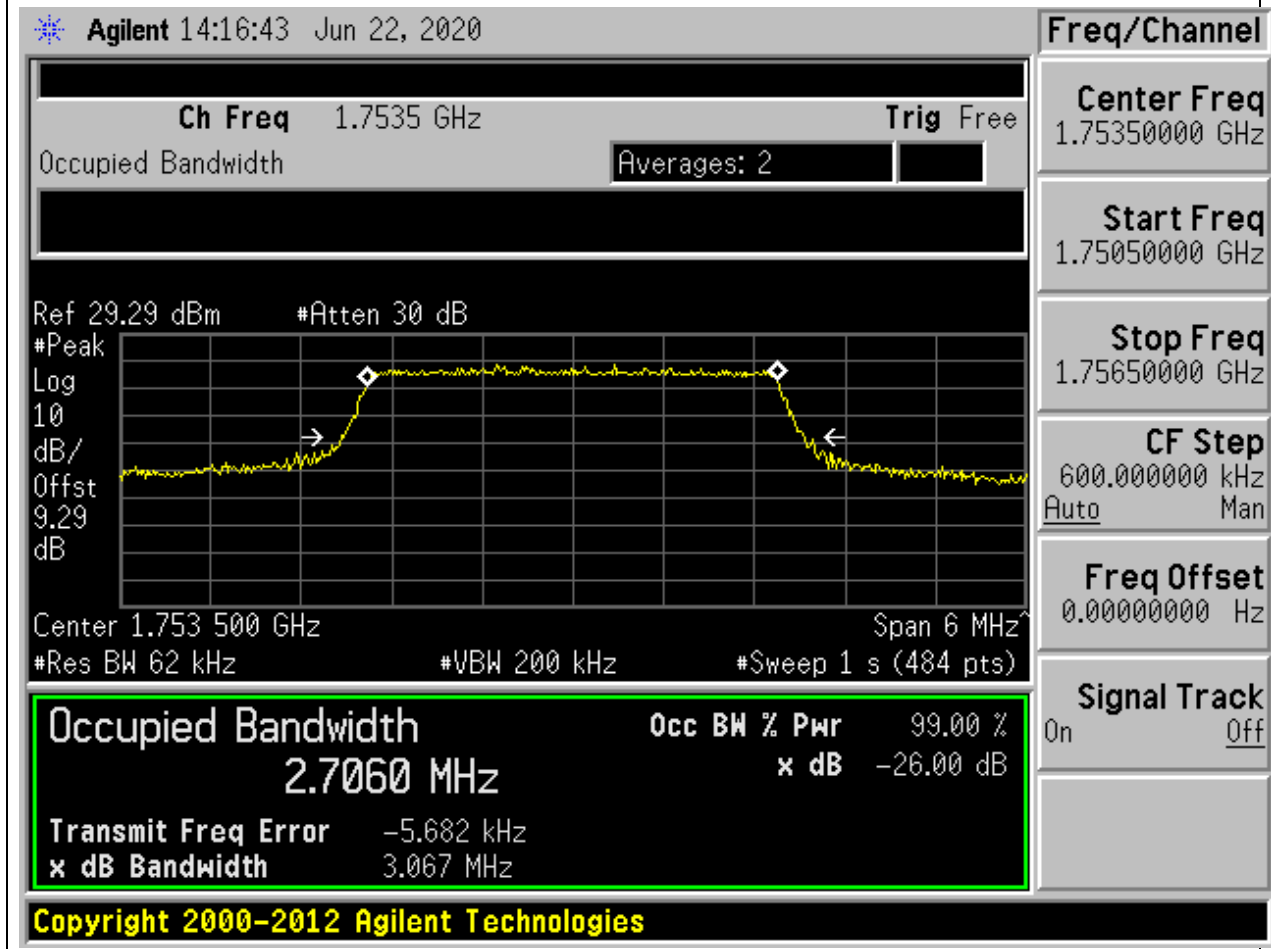 Agilent 14:16:43 Jun 22, 2020
Freq/Channel
Ch Freq 1.7535 GHz Trig Free
Occupied Bandwidth Averages: 2
Center Freq
1.75350000 GHz
Start Freq
1.75050000 GHz
Stop Freq
1.75650000 GHz
CF Step
600.000000 kHz
Auto Man
Freq Offset
0.00000000 Hz
Signal Track
On Off
Ref 29.29 dBm #Atten 30 dB
#Peak
Log
10
dB/
Offst
9.29
dB
Center 1.753 500 GHz Span 6 MHz^
#Res BW 62 kHz #VBW 200 kHz #Sweep 1 s (484 pts)
Occupied Bandwidth Occ BW % Pwr 99.00 %
2.7060 MHz x dB -26.00 dB
Transmit Freq Error -5.682 kHz
x dB Bandwidth 3.067 MHz
Copyright 2000-2012 Agilent Technologies